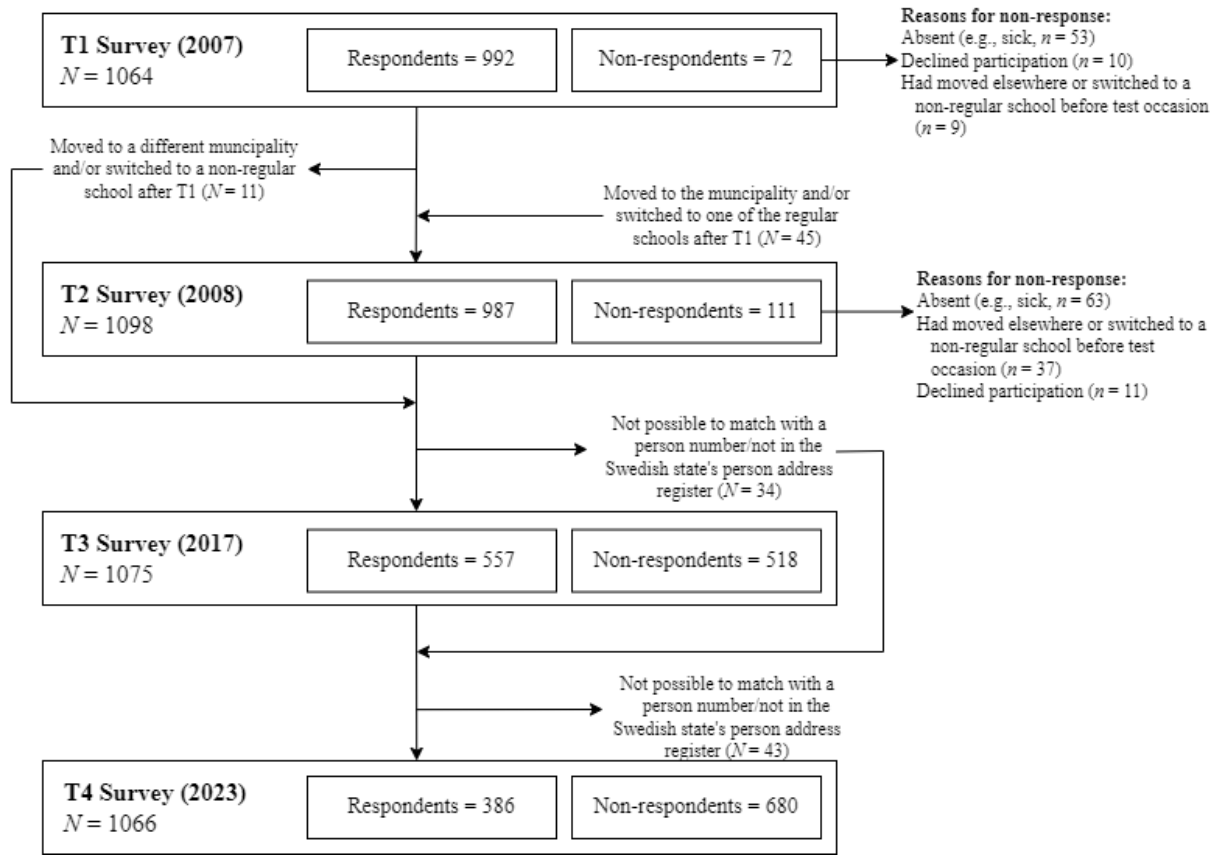 T1 Survey (2007)
N = 1064
Respondents = 992
Non-respondents = 72
Reasons for non-response:
Absent (e.g., sick, n = 53)
Declined participation (n = 10)
Had moved elsewhere or switched to a
non-regular school before test occasion
(n = 9)
Moved to a different muncipality
and/or switched to a non-regular
school after T1 (N = 11)
Moved to the muncipality and/or
switched to one of the regular
schools after T1 (N = 45)
T2 Survey (2008)
N = 1098
Respondents = 987
Non-respondents = 111
Reasons for non-response:
Absent (e.g., sick, n = 63)
Had moved elsewhere or switched to a
non-regular school before test
occasion (n = 37)
Declined participation (n = 11)
Not possible to match with a
person number/not in the
Swedish state's person address
register (N = 34)
T3 Survey (2017)
N = 1075
Respondents = 557
Non-respondents = 518
Not possible to match with a
person number/not in the
Swedish state's person address
register (N = 43)
T4 Survey (2023)
N = 1066
Respondents = 386
Non-respondents = 680